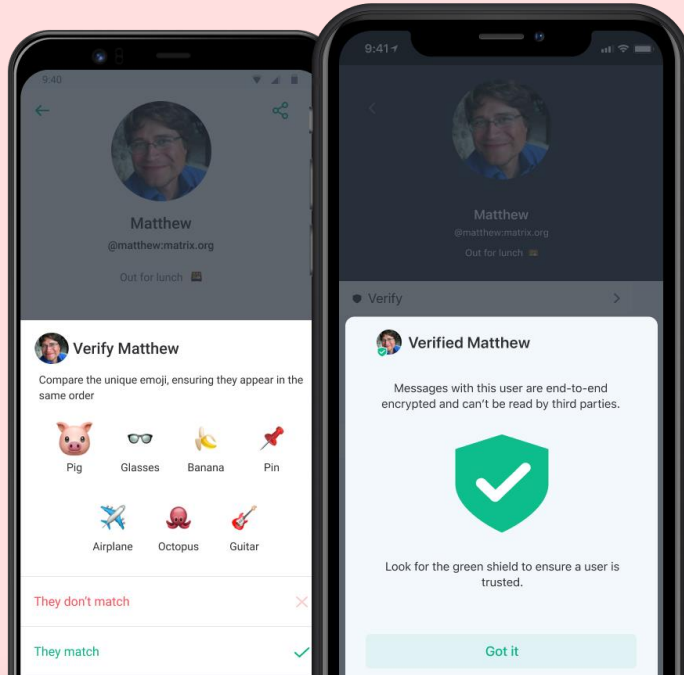 9:40
Matthew
@matthew:matrix.org
Out for lunch
Verify Matthew
Compare the unique emoji, ensuring they appear in the
same order
Pig Glasses Banana Pin
Airplane Octopus Guitar
They don't match
They match
9:41
Matthew
@matthew:matrix.org
Out for lunch
Verify
Verified Matthew
Messages with this user are end-to-end
encrypted and can't be read by third parties.
Look for the green shield to ensure a user is
trusted.
Got it